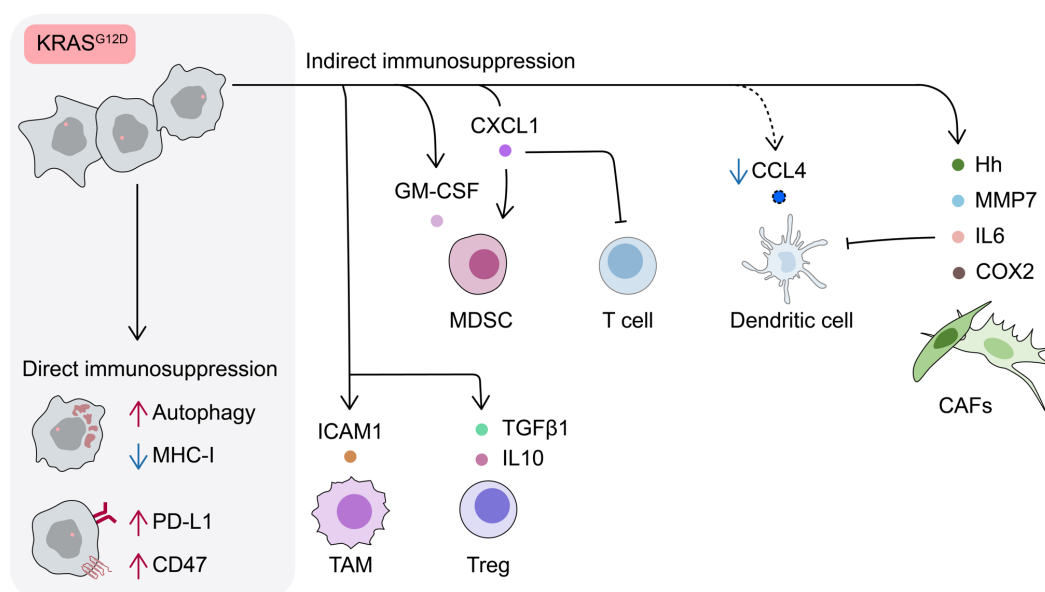 KRASG12D
Indirect immunosuppression
CXCL1
GM-CSF
CCL4
Hh
MMP7
IL6
COX2
MDSC
T cell
Dendritic cell
CAFs
Direct immunosuppression
Autophagy
MHC-I
PD-L1
CD47
ICAM1
TGFβ1
IL10
TAM
Treg